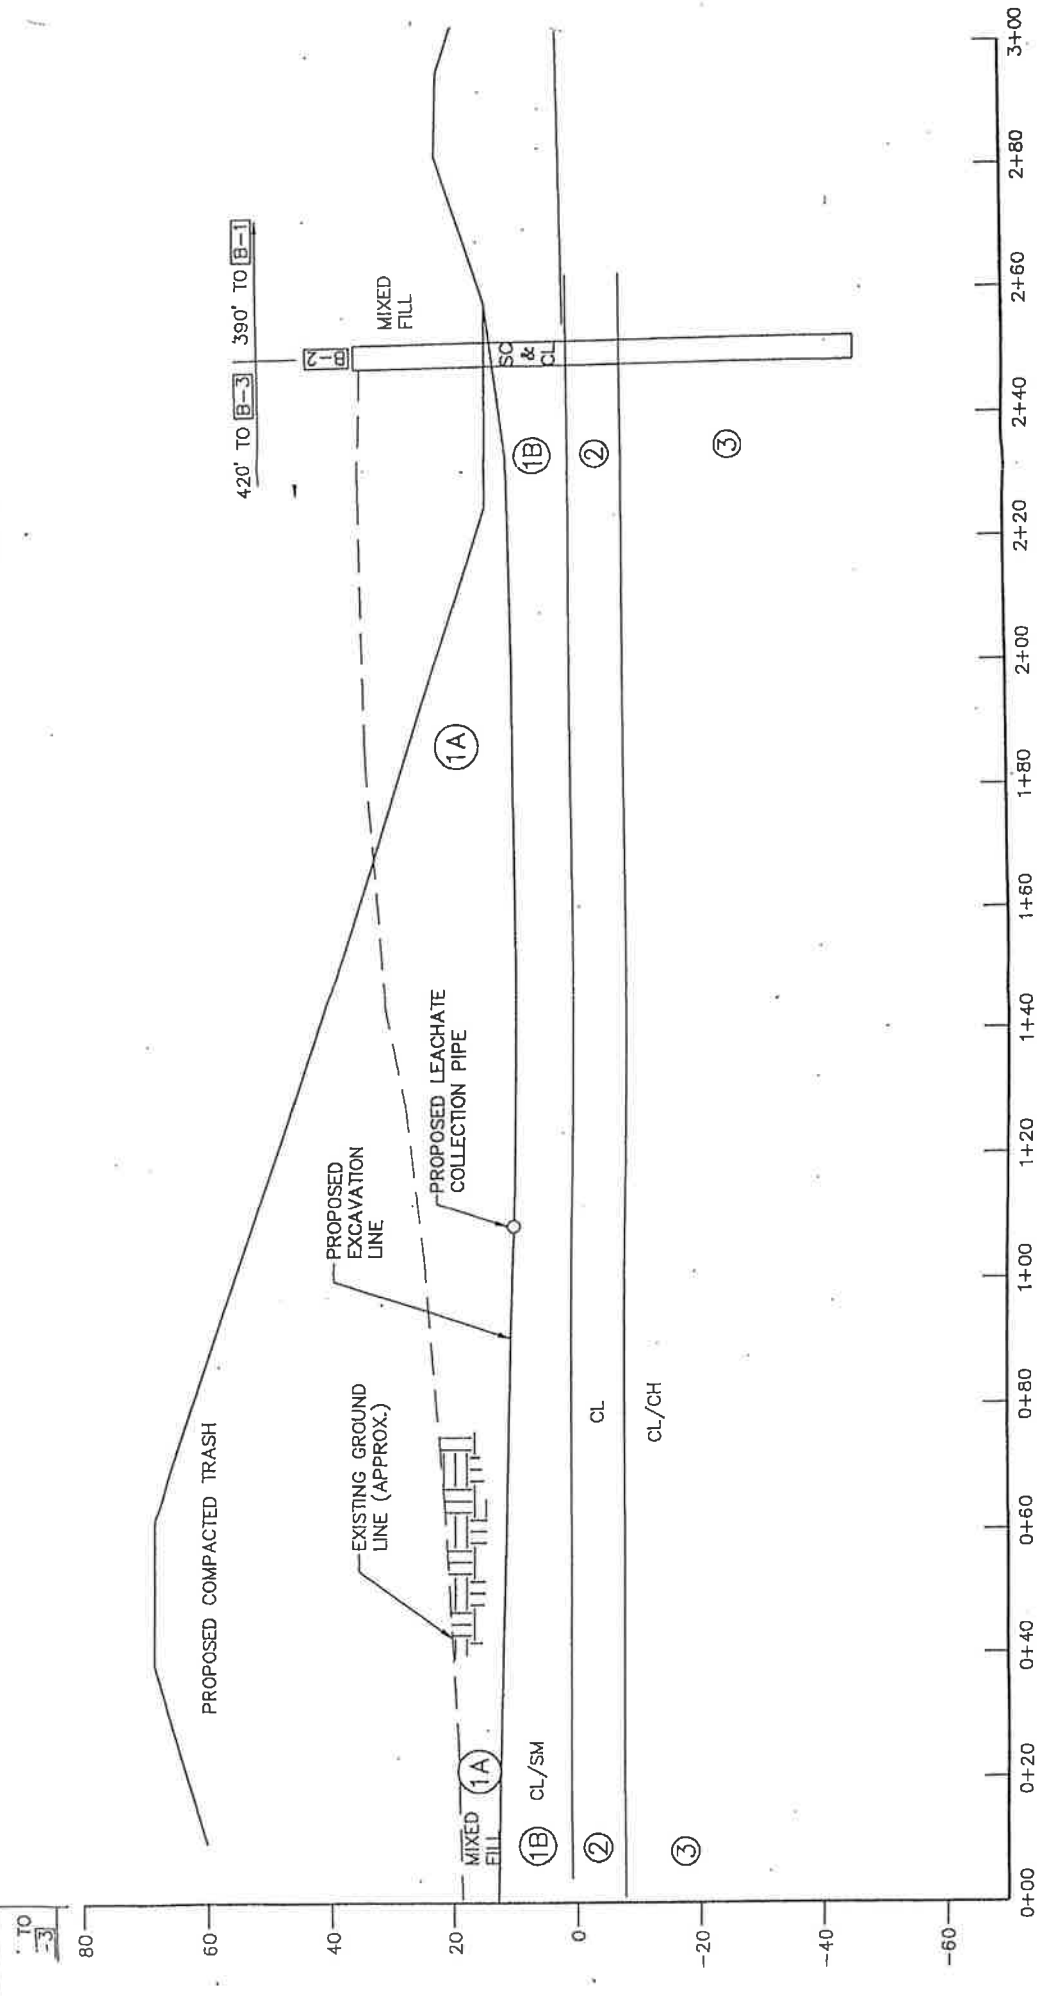 TO
-3
420' TO B-3
390' TO B-1
B-2
MIXED
FILL
SC
&
CL
PROPOSED COMPACTED TRASH
EXISTING GROUND
LINE (APPROX.)
PROPOSED
EXCAVATION
LINE
PROPOSED LEACHATE
COLLECTION PIPE
1A
MIXED
FILL
1A
1B
CL/SM
1B
2
CL
2
3
CL/CH
3
80
60
40
20
0
-20
-40
-60
0+00
0+20
0+40
0+60
0+80
1+00
1+20
1+40
1+60
1+80
2+00
2+20
2+40
2+60
2+80
3+00